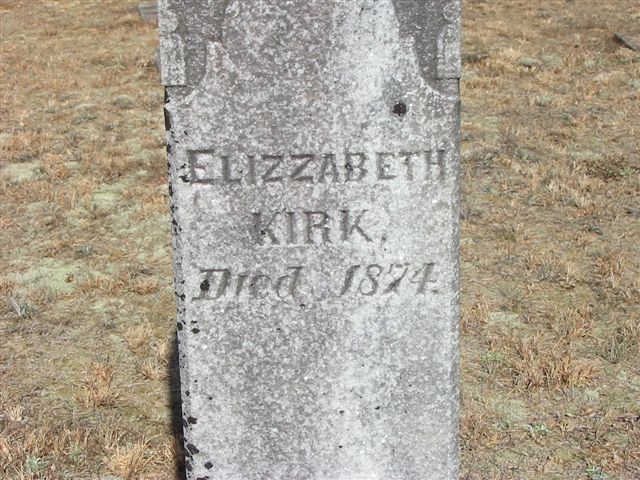 ELIZZABETH
KIRK,
Died 1874.